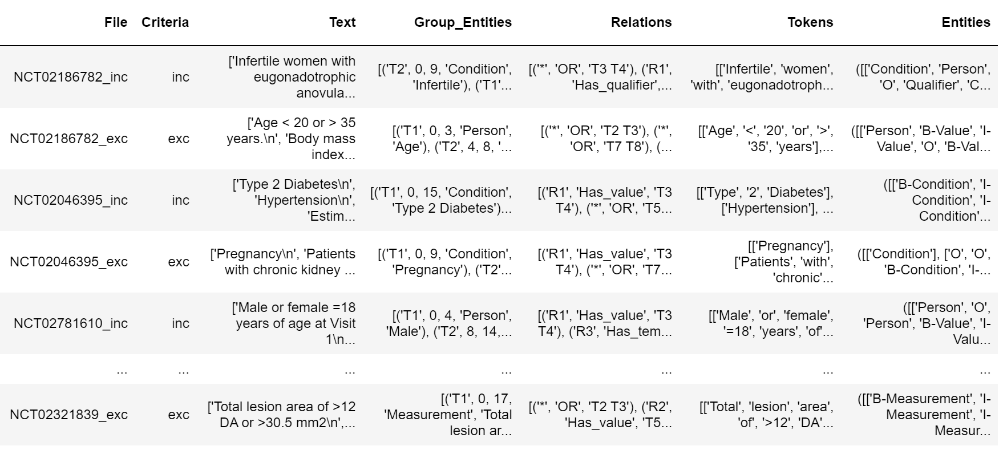 File Criteria Text Group_Entities Relations Tokens Entities
['Infertile women with
eugonadotrophic
anovula...
NCT02186782_inc inc
[('T2', 0, 9, 'Condition',
'Infertile'), ('T1'...
[('*', 'OR', 'T3 T4'), ('R1',
'Has_qualifier',...
[['Infertile', 'women',
'with', 'eugonadotroph...
([['Condition', 'Person',
'O', 'Qualifier', 'C...
NCT02186782_exc exc
['Age < 20 or > 35
years.\n', 'Body mass
index...
[('T1', 0, 3, 'Person',
'Age'), ('T2', 4, 8, '...
[('*', 'OR', 'T2 T3'), ('*',
'OR', 'T7 T8'), (...
[['Age', '<', '20', 'or', '>',
'35', 'years'],...
([['Person', 'B-Value', 'I-
Value', 'O', 'B-Val...
NCT02046395_inc inc
['Type 2 Diabetes\n',
'Hypertension\n',
'Estim...
[('T1', 0, 15, 'Condition',
'Type 2 Diabetes')...
[('R1', 'Has_value', 'T3
T4'), ('*', 'OR', 'T5...
[['Type', '2', 'Diabetes'],
['Hypertension'], ...
([['B-Condition', 'I-
Condition', 'I-
Condition'...
NCT02046395_exc exc
['Pregnancy\n', 'Patients
with chronic kidney ...
[('T1', 0, 9, 'Condition',
'Pregnancy'), ('T2'...
[('R1', 'Has_value', 'T3
T4'), ('*', 'OR', 'T7...
[['Pregnancy'],
['Patients', 'with',
'chronic'...
([['Condition'], ['O', 'O',
'B-Condition', 'I-...
NCT02781610_inc inc
['Male or female =18
years of age at Visit
1\n...
[('T1', 0, 4, 'Person',
'Male'), ('T2', 8, 14,...
[('R1', 'Has_value', 'T3
T4'), ('R3', 'Has_tem...
[['Male', 'or', 'female',
'=18', 'years', 'of'...
([['Person', 'O',
'Person', 'B-Value', 'I-
Valu...
... ... ... ... ... ... ...
NCT02321839_exc exc
['Total lesion area of >12
DA or >30.5 mm2\n',...
[('T1', 0, 17,
'Measurement', 'Total
lesion ar...
[('*', 'OR', 'T2 T3'), ('R2',
'Has_value', 'T5...
[['Total', 'lesion', 'area',
'of', '>12', 'DA'...
([['B-Measurement', 'I-
Measurement', 'I-
Measur...